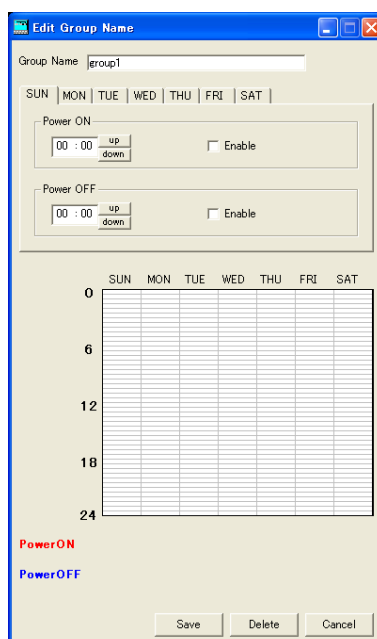 Edit Group Name
Group Name group1
SUN MON TUE WED THU FRI SAT
Power ON
00 : 00 up down Enable
Power OFF
00 : 00 up down Enable
SUN MON TUE WED THU FRI SAT
0
6
12
18
24
PowerON
PowerOFF
Save Delete Cancel